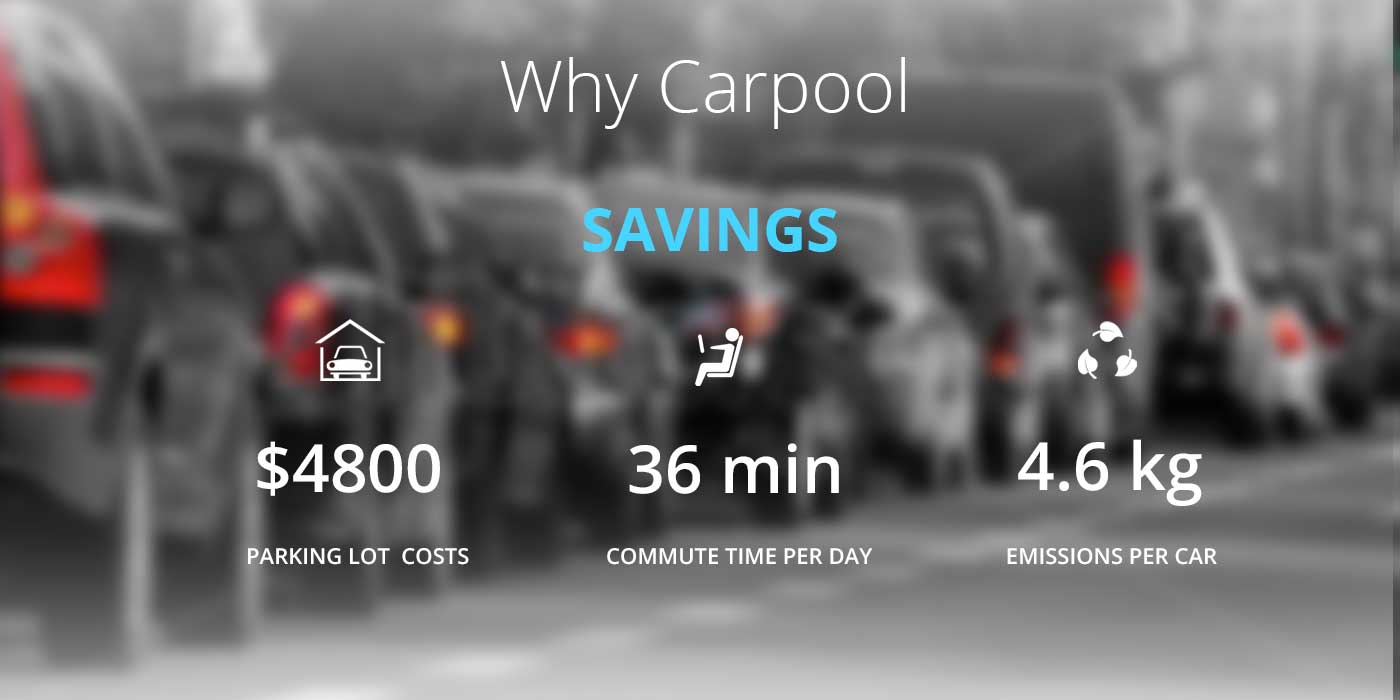 Why Carpool
SAVINGS
$4800
36 min
4.6 kg
PARKING LOT COSTS
COMMUTE TIME PER DAY
EMISSIONS PER CAR